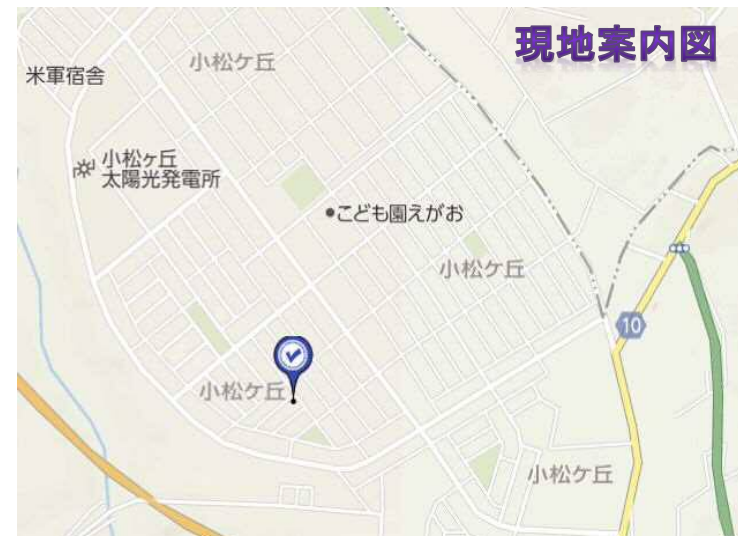 現地案内図
小松ケ丘
米軍宿舎
小松ヶ丘
太陽光発電所
こども園えがお
小松ケ丘
10
小松ケ丘
小松ケ丘